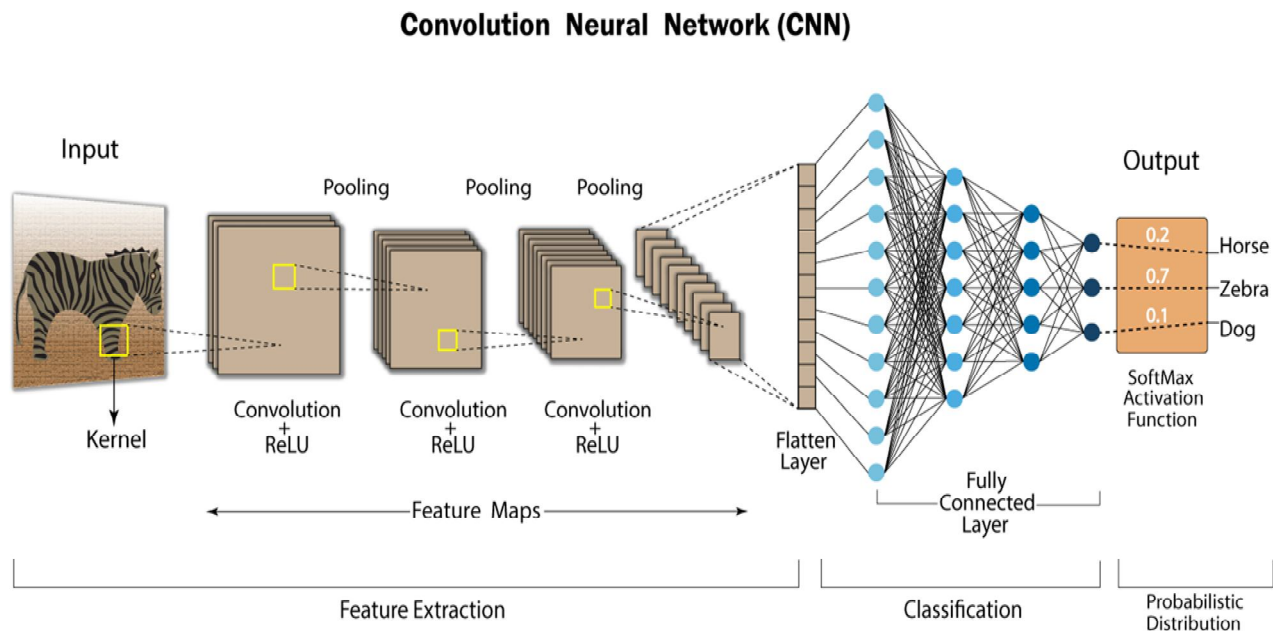 Convolution Neural Network (CNN)
Input
Output
Pooling
Pooling
Pooling
0.2
Horse
0.7
Zebra
0.1
Dog
Kernel
Convolution
+
ReLU
Convolution
+
ReLU
Convolution
+
ReLU
Flatten
Layer
SoftMax
Activation
Function
Fully
Connected
Layer
Feature Maps
Feature Extraction
Classification
Probabilistic
Distribution